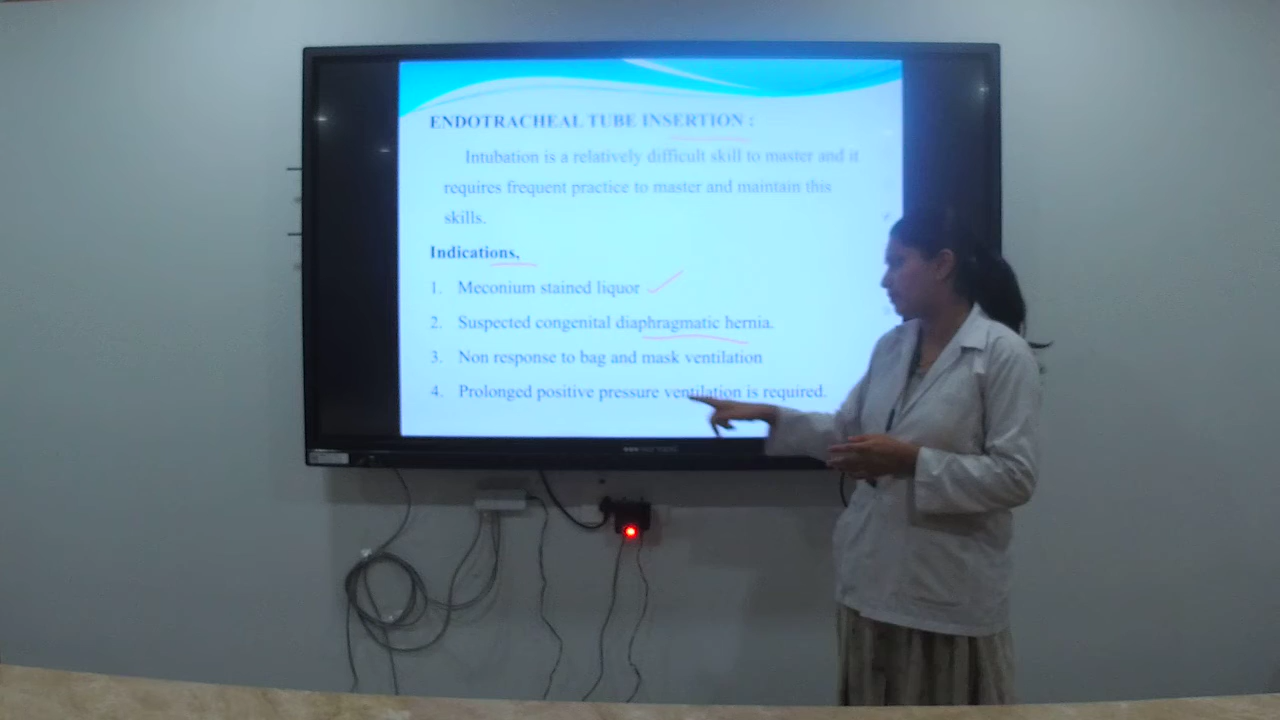 ENDOTRACHEAL TUBE INSERTION :
Intubation is a relatively difficult skill to master and it
requires frequent practice to master and maintain this
skills.
Indications.
1. Meconium stained liquor
2. Suspected congenital diaphragmatic hernia.
3. Non response to bag and mask ventilation
4. Prolonged positive pressure ventilation is required.